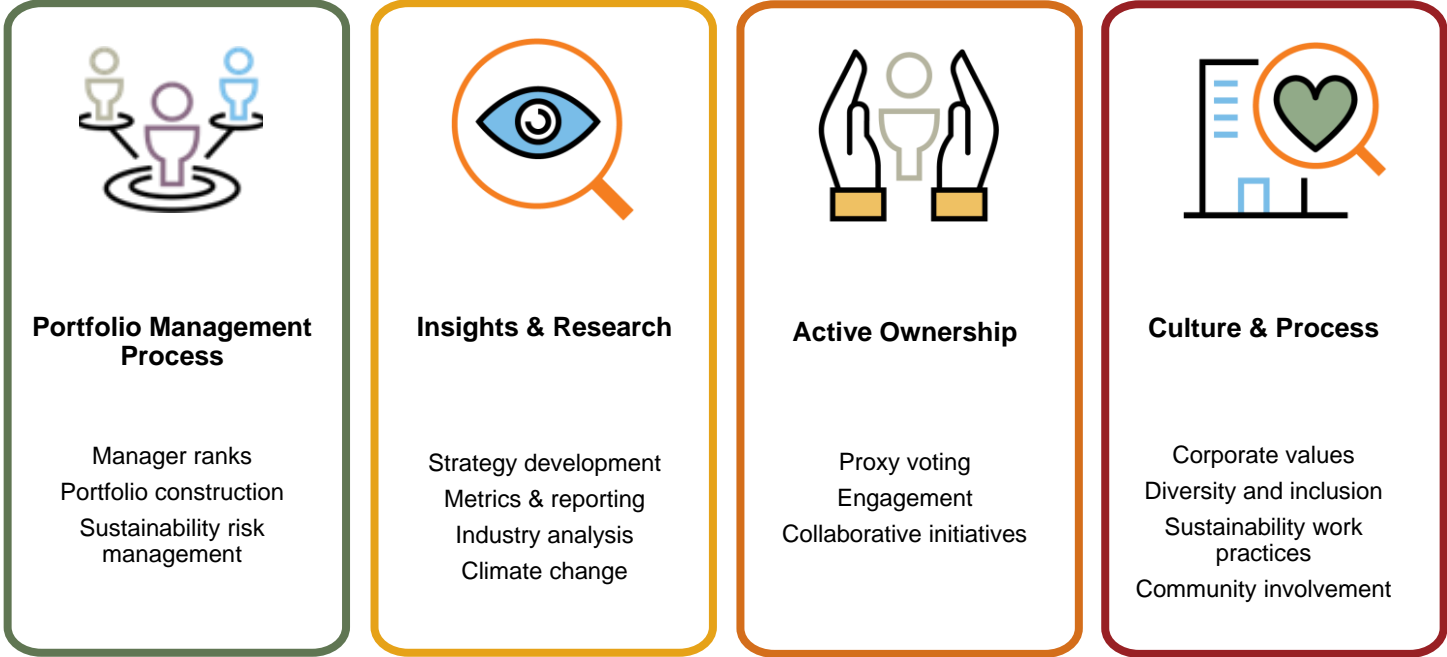 Portfolio Management
Process
Manager ranks
Portfolio construction
Sustainability risk
management
Insights & Research
Strategy development
Metrics & reporting
Industry analysis
Climate change
Active Ownership
Proxy voting
Engagement
Collaborative initiatives
Culture & Process
Corporate values
Diversity and inclusion
Sustainability work
practices
Community involvement